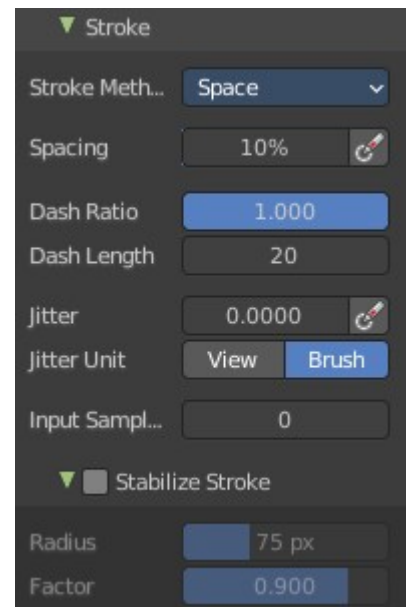 Stroke
Stroke Meth... Space
Spacing 10%
Dash Ratio 1.000
Dash Length 20
Jitter 0.0000
Jitter Unit View Brush
Input Sampl... 0
Stabilize Stroke
Radius 75 px
Factor 0.900